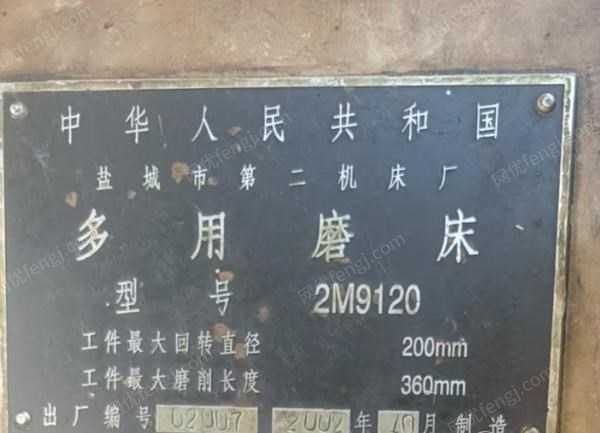 中华人民共和国
盐城市第二机床厂
多用磨床
型号 2M9120
工件最大回转直径 200mm
工件最大磨削长度 360mm
出厂编号 02007 2002年10月制造